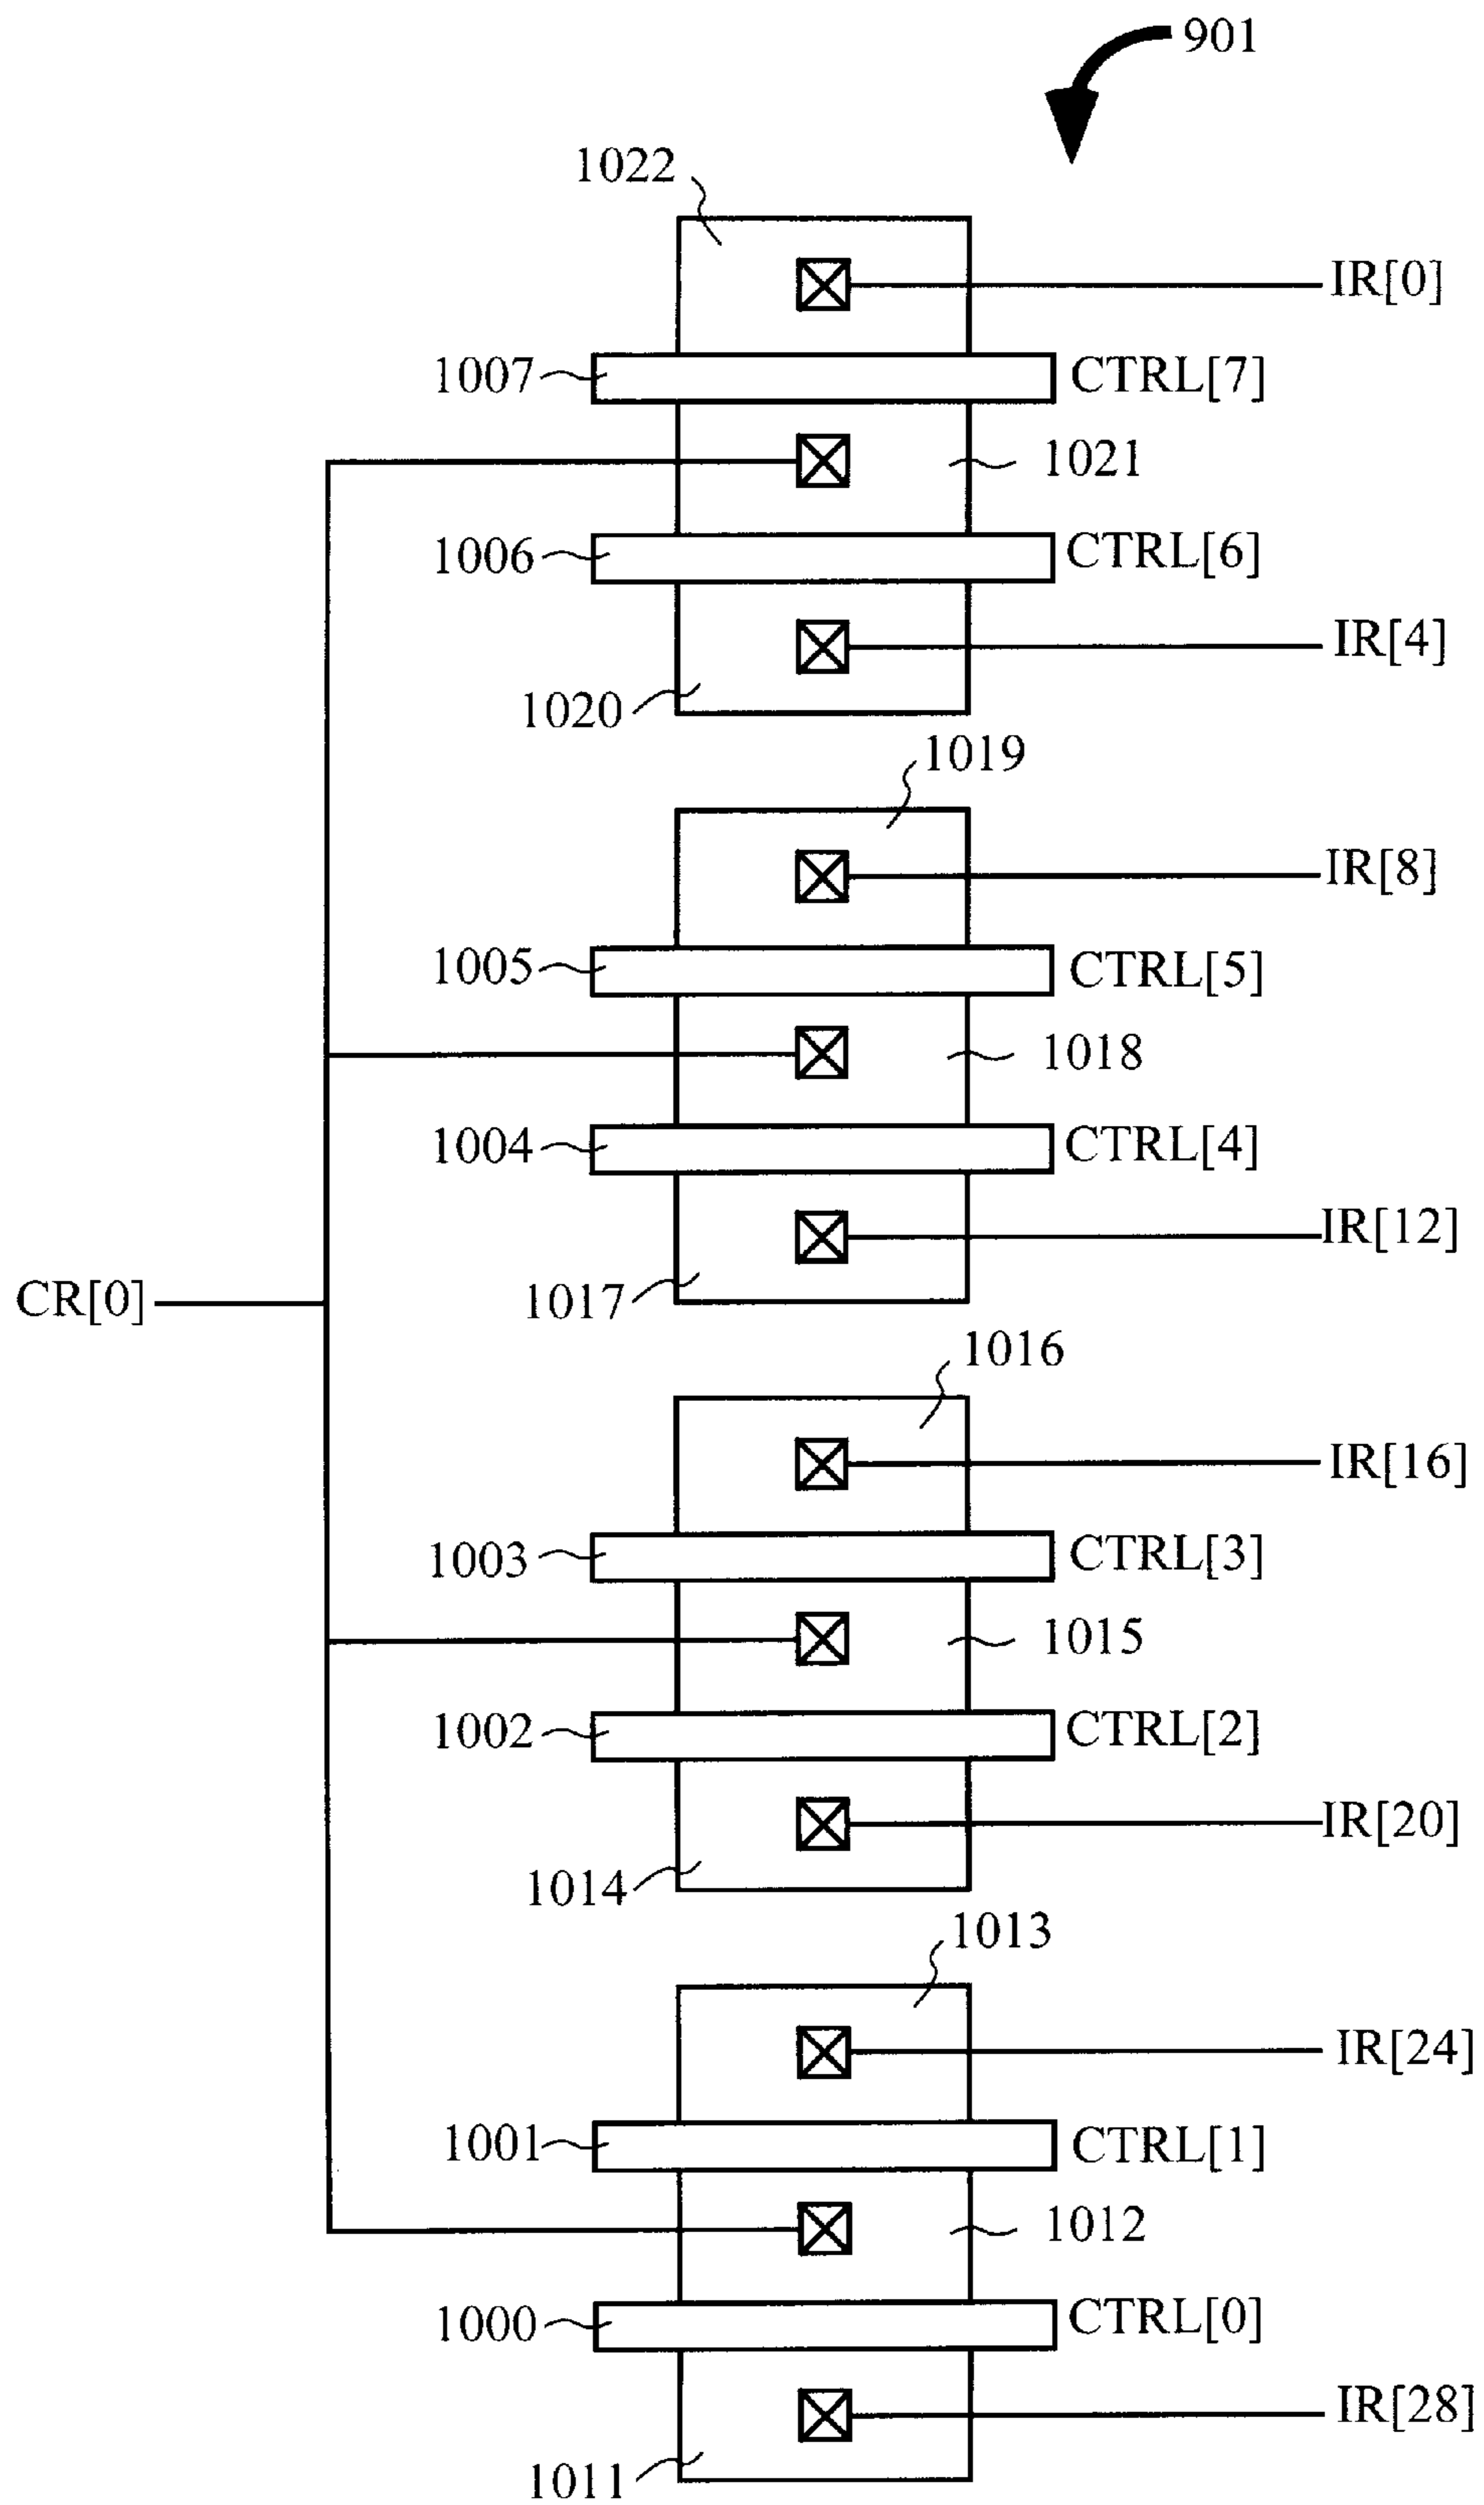 901
1022
IR[0]
1007 CTRL[7]
1021
1006 CTRL[6]
IR[4]
1020
1019
IR[8]
1005 CTRL[5]
1018
1004 CTRL[4]
IR[12]
1017
CR[0]
1016
IR[16]
1003 CTRL[3]
1015
1002 CTRL[2]
IR[20]
1014
1013
IR[24]
1001 CTRL[1]
1012
1000 CTRL[0]
IR[28]
1011